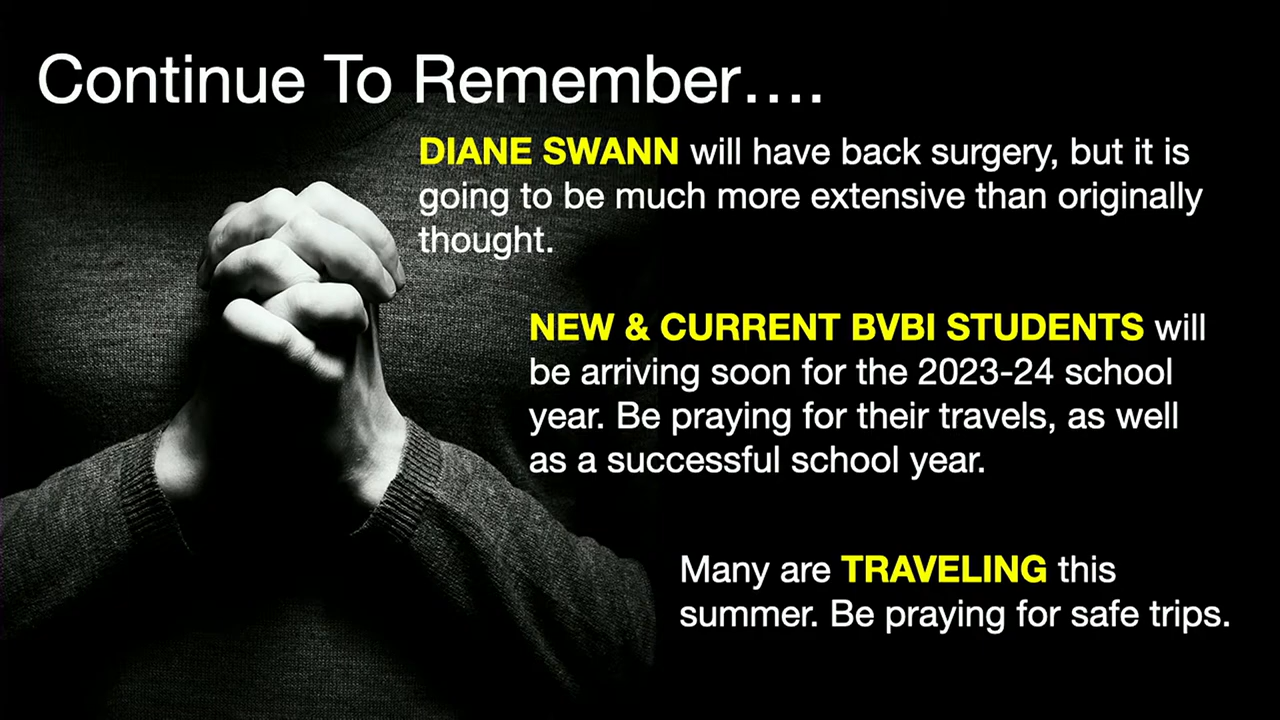 Continue To Remember....
DIANE SWANN will have back surgery, but it is
going to be much more extensive than originally
thought.
NEW & CURRENT BVBI STUDENTS will
be arriving soon for the 2023-24 school
year. Be praying for their travels, as well
as a successful school year.
Many are TRAVELING this
summer. Be praying for safe trips.